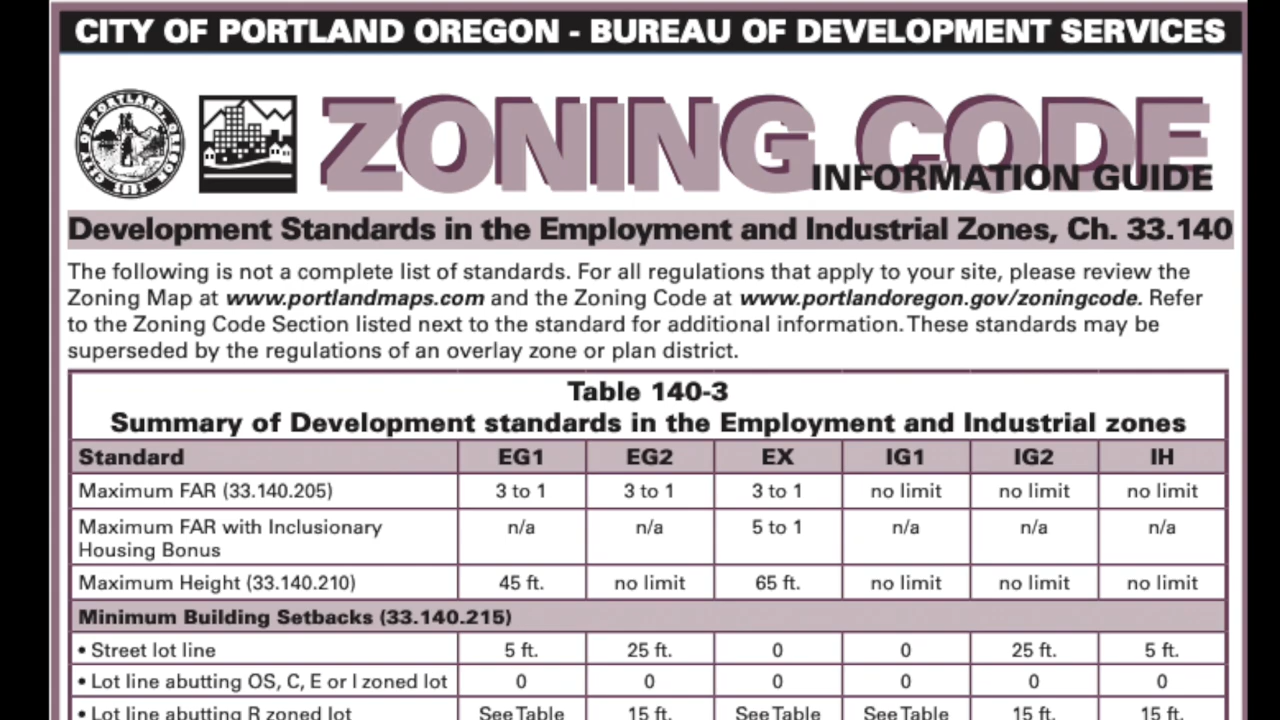 CITY OF PORTLAND OREGON - BUREAU OF DEVELOPMENT SERVICES
CITY OF PORTLAND, OREGON
1851
ZONING CODE
INFORMATION GUIDE
Development Standards in the Employment and Industrial Zones, Ch. 33.140
The following is not a complete list of standards. For all regulations that apply to your site, please review the
Zoning Map at www.portlandmaps.com and the Zoning Code at www.portlandoregon.gov/zoningcode. Refer
to the Zoning Code Section listed next to the standard for additional information. These standards may be
superseded by the regulations of an overlay zone or plan district.
Table 140-3
Summary of Development standards in the Employment and Industrial zones
Standard EG1 EG2 EX IG1 IG2 IH
Maximum FAR (33.140.205) 3 to 1 3 to 1 3 to 1 no limit no limit no limit
Maximum FAR with Inclusionary n/a n/a 5 to 1 n/a n/a n/a
Housing Bonus
Maximum Height (33.140.210) 45 ft. no limit 65 ft. no limit no limit no limit
Minimum Building Setbacks (33.140.215)
• Street lot line 5 ft. 25 ft. 0 0 25 ft. 5 ft.
• Lot line abutting OS, C, E or I zoned lot 0 0 0 0 0 0
• Lot line abutting R zoned lot See Table 15 ft. See Table See Table 15 ft. 15 ft.